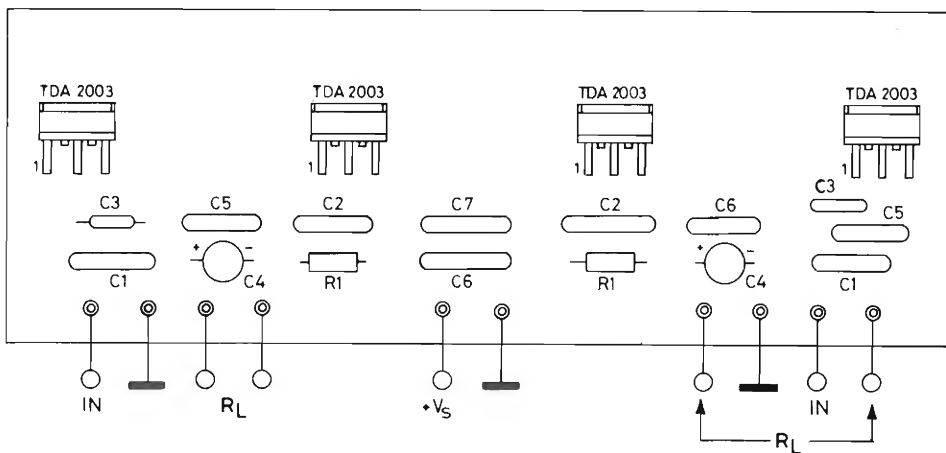 TDA 2003 TDA 2003 TDA 2003 TDA 2003
1 1 1 1
C3 C5 C2 C7 C2 C6 C3
C5
+ - + -
C1 C4 R1 C6 R1 C4 C1
IN RL +VS IN
RL